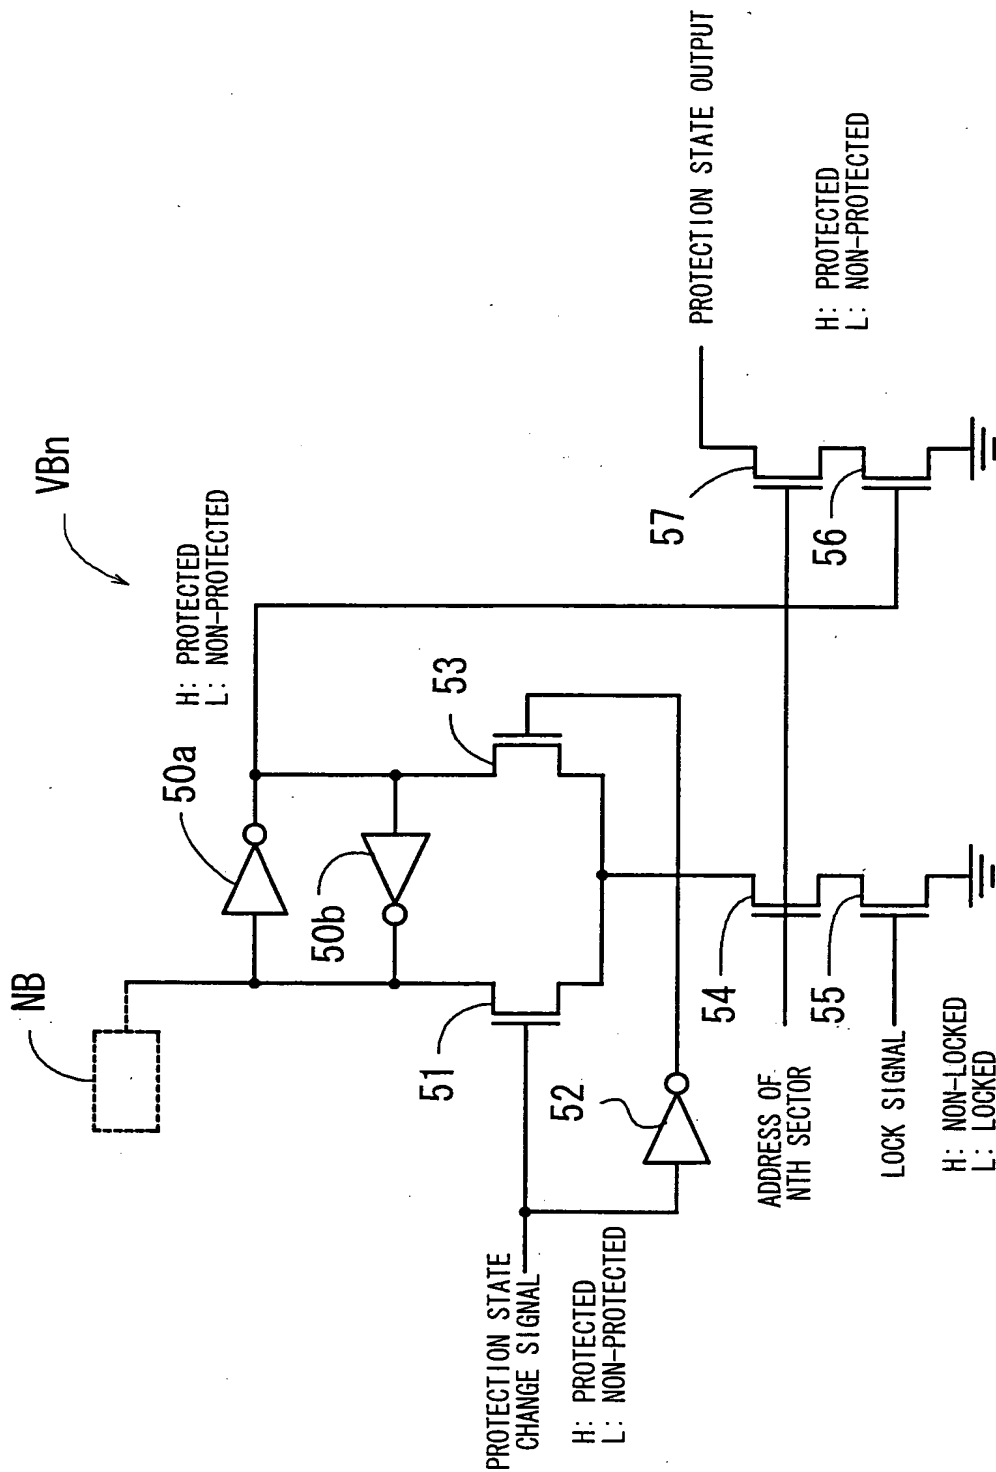 VBn
NB
50a
H: PROTECTED
L: NON-PROTECTED
50b
51
53
52
PROTECTION STATE
CHANGE SIGNAL
H: PROTECTED
L: NON-PROTECTED
54
ADDRESS OF
NTH SECTOR
55
LOCK SIGNAL
H: NON-LOCKED
L: LOCKED
57
56
PROTECTION STATE OUTPUT
H: PROTECTED
L: NON-PROTECTED